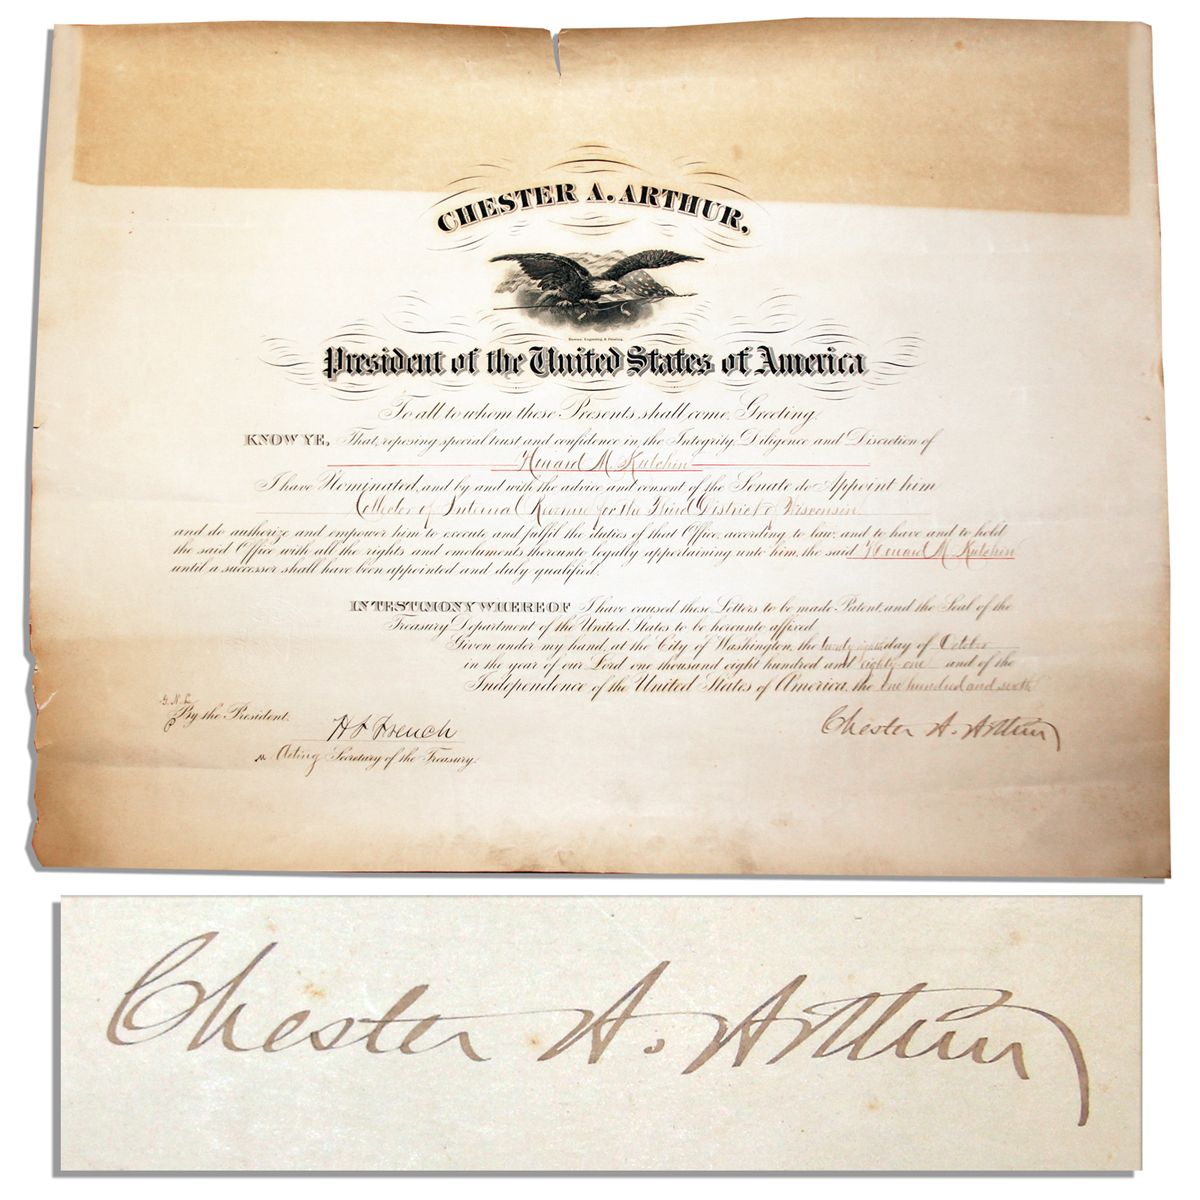 CHESTER A. ARTHUR,
Bureau, Engraving & Printing.
President of the United States of America
To all to whom these Presents shall come, Greeting:
KNOW YE, That, reposing special trust and confidence in the Integrity, Diligence and Discretion of
Howard M. Kutchin
I have Nominated, and by and with the advice and consent of the Senate do Appoint him
Collector of Internal Revenue for the Third District of Wisconsin
and do authorize and empower him to execute and fulfil the duties of that Office, according to law, and to have and to hold
the said Office with all the rights and emoluments thereunto legally appertaining unto him, the said Howard M. Kutchin
until a successor shall have been appointed and duly qualified.
IN TESTIMONY WHEREOF I have caused these Letters to be made Patent, and the Seal of the
Treasury Department of the United States to be hereunto affixed.
Given under my hand, at the City of Washington, the twenty eighth day of October
in the year of our Lord one thousand eight hundred and eighty-one and of the
Independence of the United States of America, the one hundred and sixth
By the President:
Chester A. Arthur
H F French
Acting Secretary of the Treasury.
Chester A. Arthur